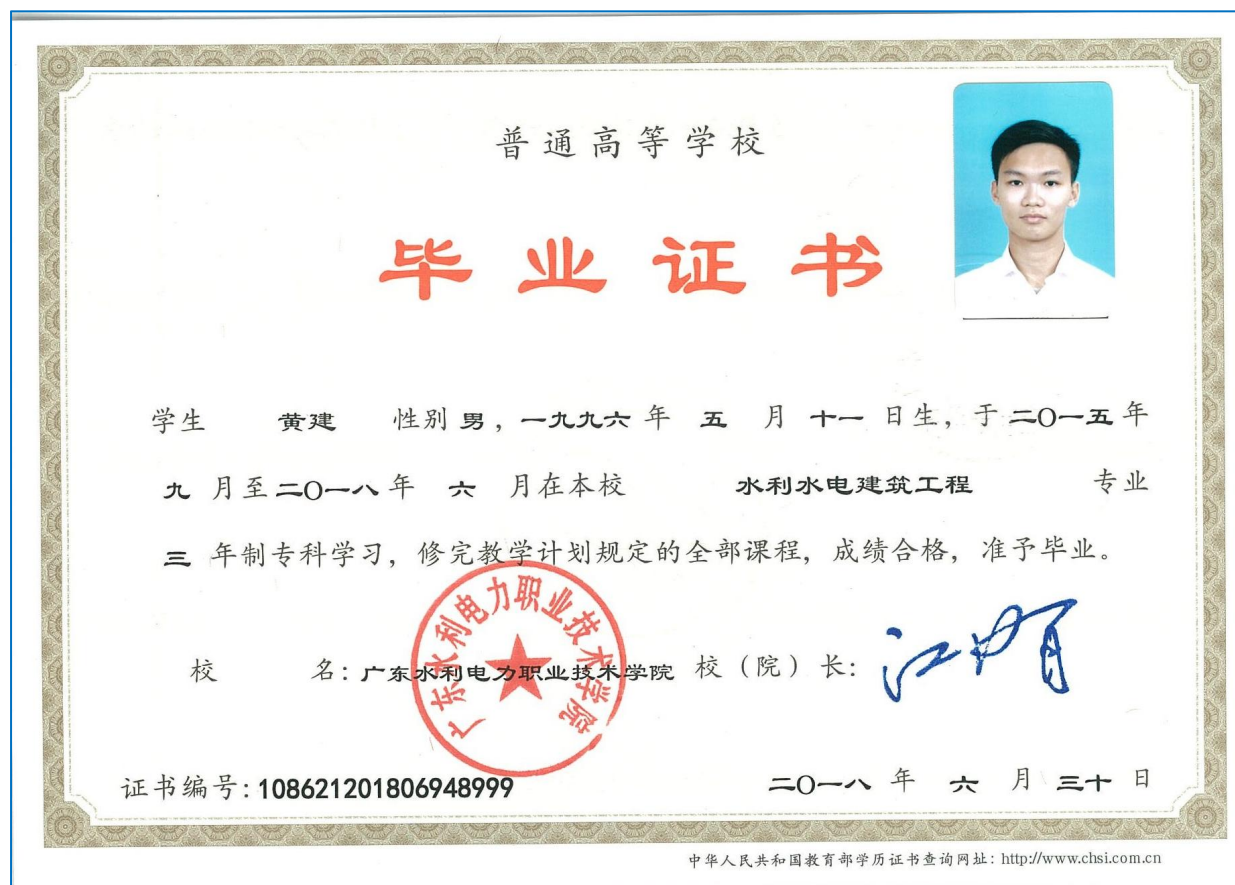 普通高等学校
毕业证书
学生 黄建 性别 男，一九九六 年 五 月 十一 日生，于 二〇一五 年
九 月至 二〇一八 年 六 月在本校 水利水电建筑工程 专业
三 年制专科学习，修完教学计划规定的全部课程，成绩合格，准予毕业。
广东水利电力职业技术学院
校 名：广东水利电力职业技术学院 校（院）长：
证书编号：108621201806948999 二〇一八 年 六 月 三十 日
中华人民共和国教育部学历证书查询网址：http://www.chsi.com.cn